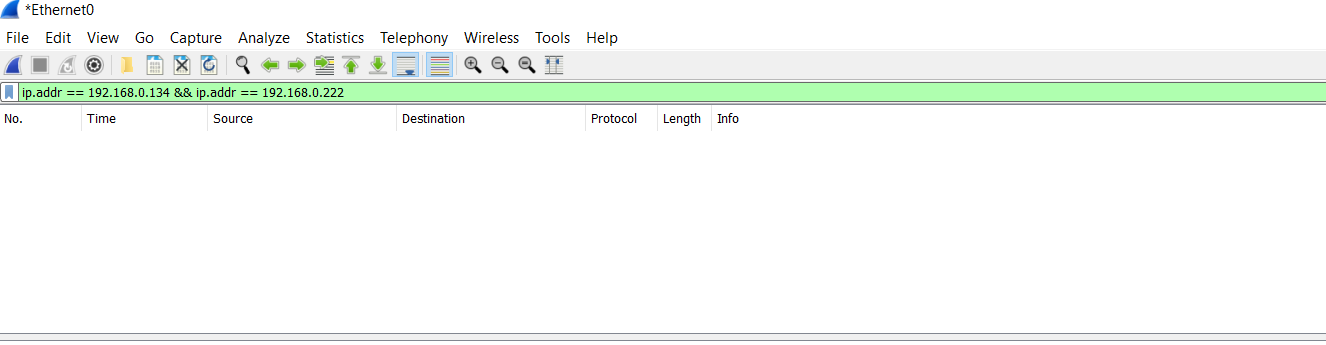 *Ethernet0
File Edit View Go Capture Analyze Statistics Telephony Wireless Tools Help
ip.addr == 192.168.0.134 && ip.addr == 192.168.0.222
No. Time Source Destination Protocol Length Info